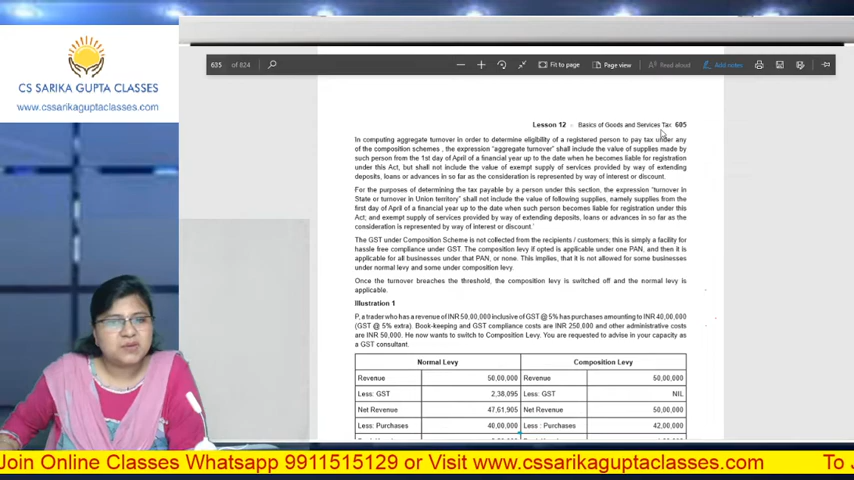 CS SARIKA GUPTA CLASSES
www.cssarikaguptaclasses.com
635 of 824
Fit to page
Page view
Read aloud
Add notes
Lesson 12 Basics of Goods and Services Tax 605
In computing aggregate turnover in order to determine eligibility of a registered person to pay tax under any
of the composition schemes , the expression "aggregate turnover" shall include the value of supplies made by
such person from the 1st day of April of a financial year up to the date when he becomes liable for registration
under this Act, but shall not include the value of exempt supply of services provided by way of extending
deposits, loans or advances in so far as the consideration is represented by way of interest or discount.
For the purposes of determining the tax payable by a person under this section, the expression "turnover in
State or turnover in Union territory" shall not include the value of following supplies, namely supplies from the
first day of April of a financial year up to the date when such person becomes liable for registration under this
Act; and exempt supply of services provided by way of extending deposits, loans or advances in so far as the
consideration is represented by way of interest or discount.'
The GST under Composition Scheme is not collected from the recipients / customers; this is simply a facility for
hassle free compliance under GST. The composition levy if opted is applicable under one PAN, and then it is
applicable for all businesses under that PAN, or none. This implies, that it is not allowed for some businesses
under normal levy and some under composition levy.
Once the turnover breaches the threshold, the composition levy is switched off and the normal levy is
applicable.
Illustration 1
P, a trader who has a revenue of INR 50,00,000 inclusive of GST @ 5% has purchases amounting to INR 40,00,000
(GST @ 5% extra). Book-keeping and GST compliance costs are INR 250,000 and other administrative costs
are INR 50,000. He now wants to switch to Composition Levy. You are requested to advise in your capacity as
a GST consultant.
Normal Levy Composition Levy
Revenue 50,00,000 Revenue 50,00,000
Less: GST 2,38,095 Less: GST NIL
Net Revenue 47,61,905 Net Revenue 50,00,000
Less: Purchases 40,00,000 Less : Purchases 42,00,000
Join Online Classes Whatsapp 9911515129 or Visit www.cssarikaguptaclasses.com To J